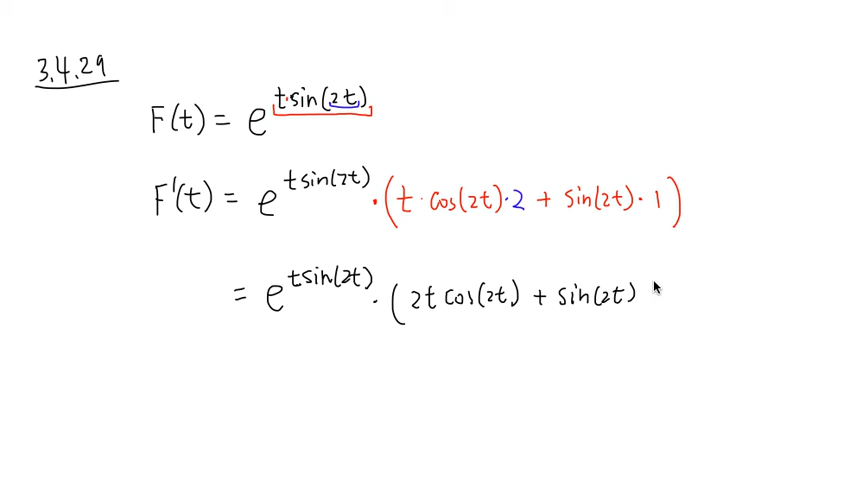 3.4.29
F(t) = e^{t·sin(2t)}
F'(t) = e^{t sin(2t)} · (t · cos(2t) · 2 + sin(2t) · 1)
= e^{t sin(2t)} · (2t cos(2t) + sin(2t)